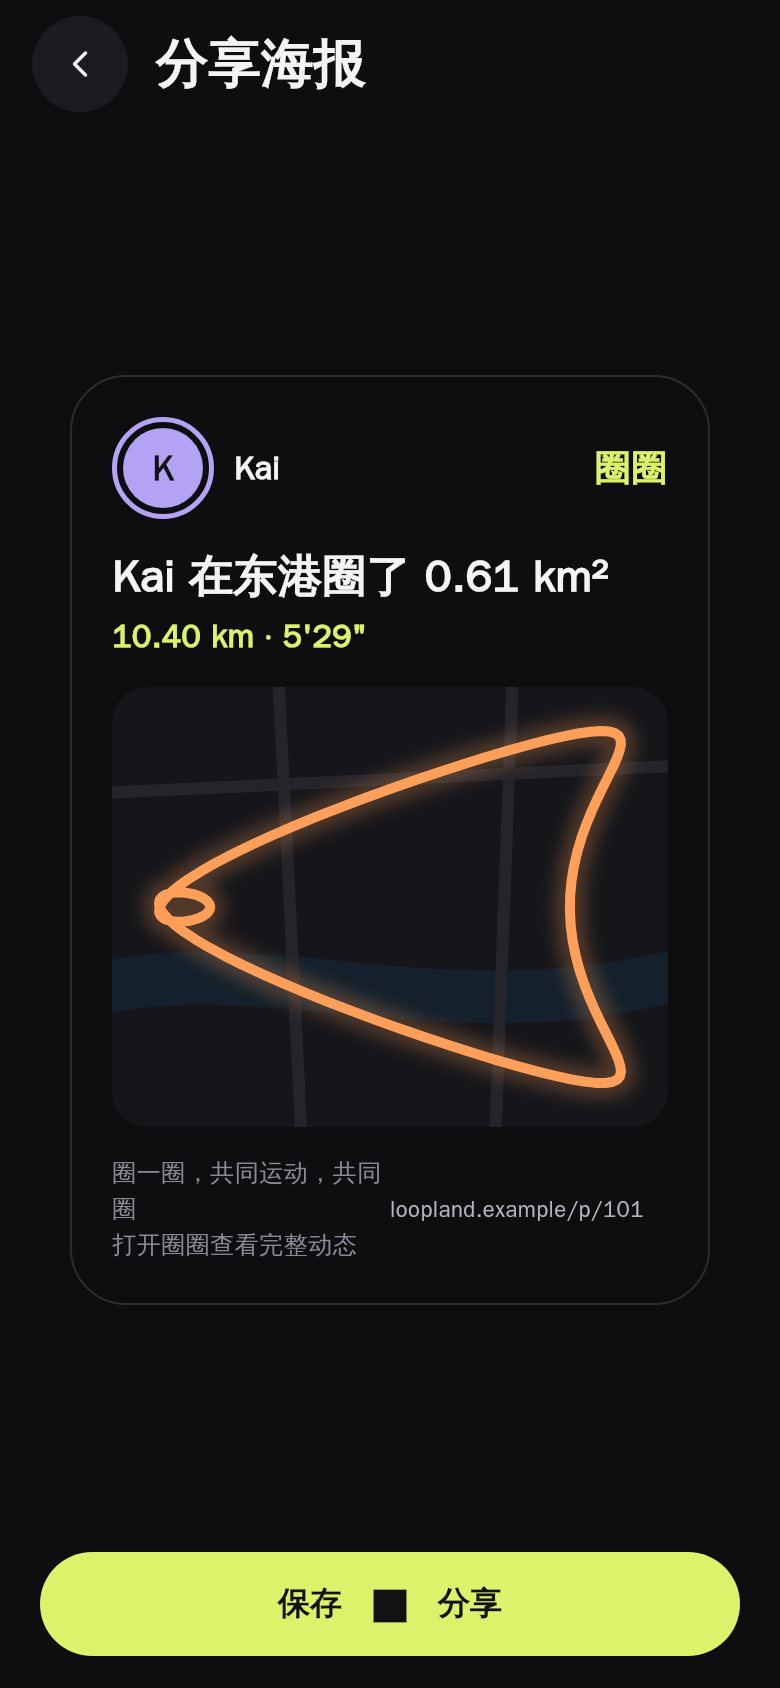 分享海报
K
Kai
圈圈
Kai 在东港圈了 0.61 km²
10.40 km · 5'29"
圈一圈，共同运动，共同
圈
打开圈圈查看完整动态
loopland.example/p/101
保存 ■ 分享